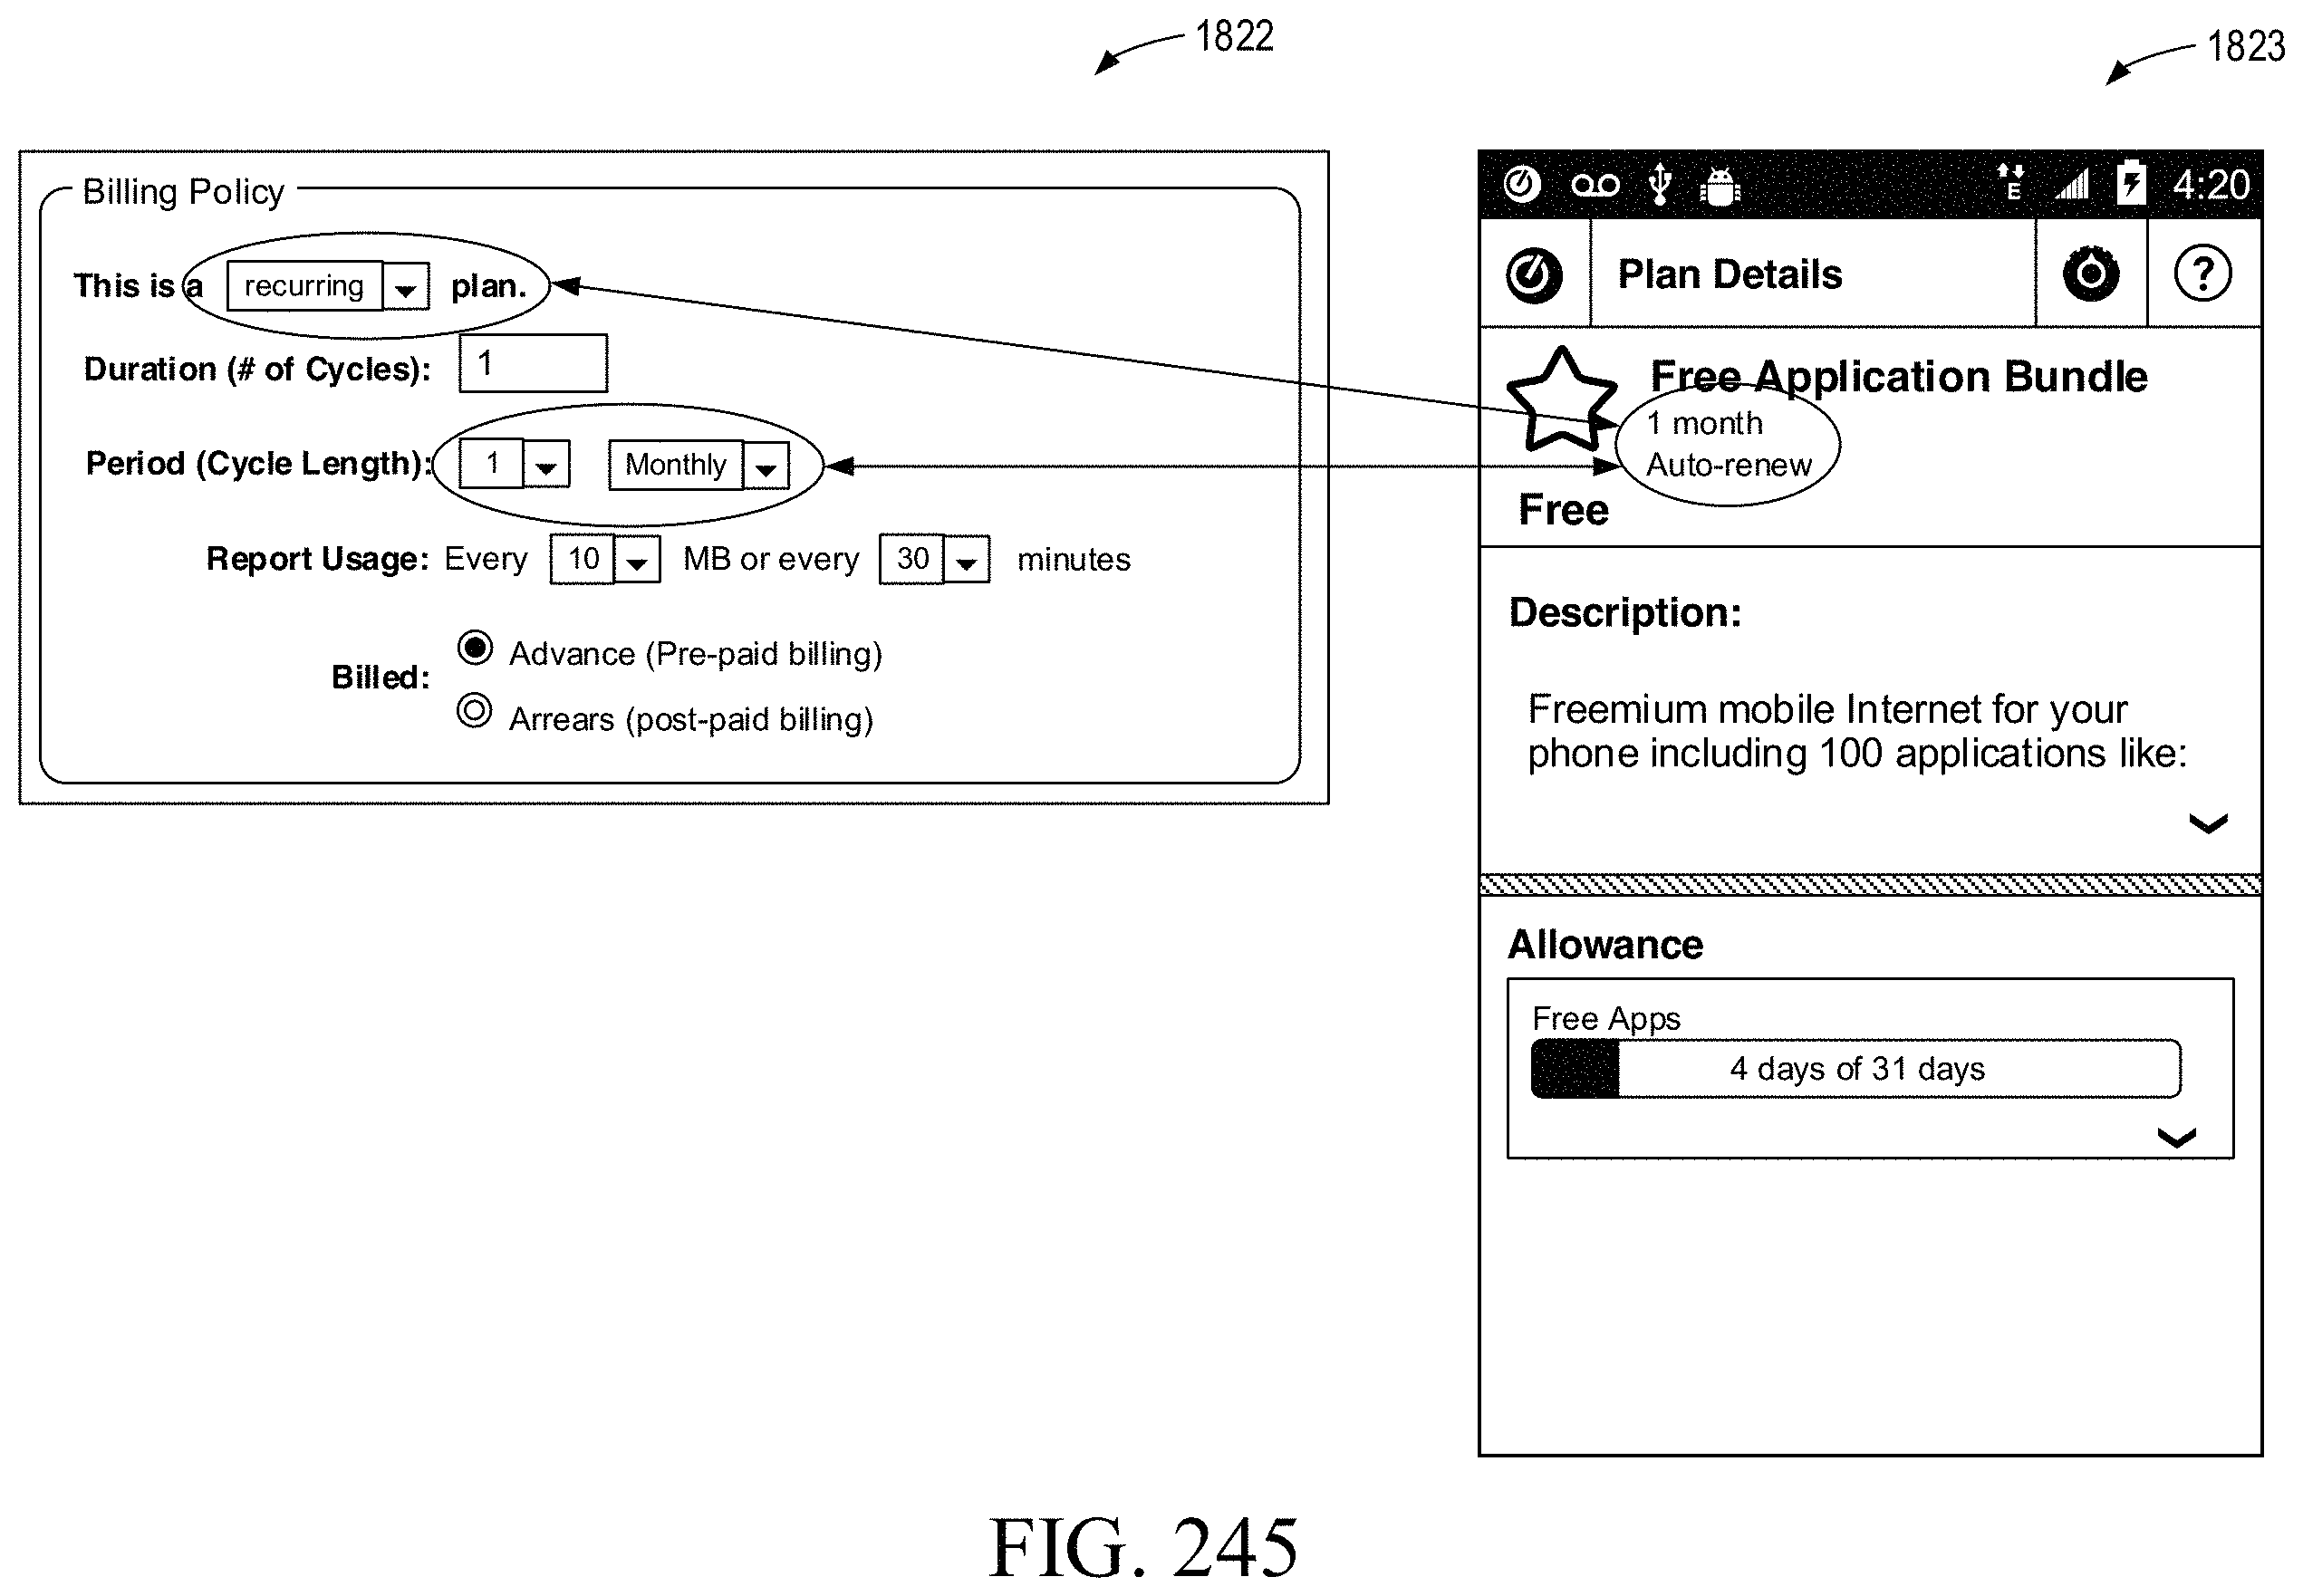 1822
1823
Billing Policy
This is a recurring plan.
Duration (# of Cycles): 1
Period (Cycle Length): 1 Monthly
Report Usage: Every 10 MB or every 30 minutes
Billed:
Advance (Pre-paid billing)
Arrears (post-paid billing)
E 4:20
Plan Details ?
Free Application Bundle
1 month
Auto-renew
Free
Description:
Freemium mobile Internet for your
phone including 100 applications like:
Allowance
Free Apps
4 days of 31 days
FIG. 245